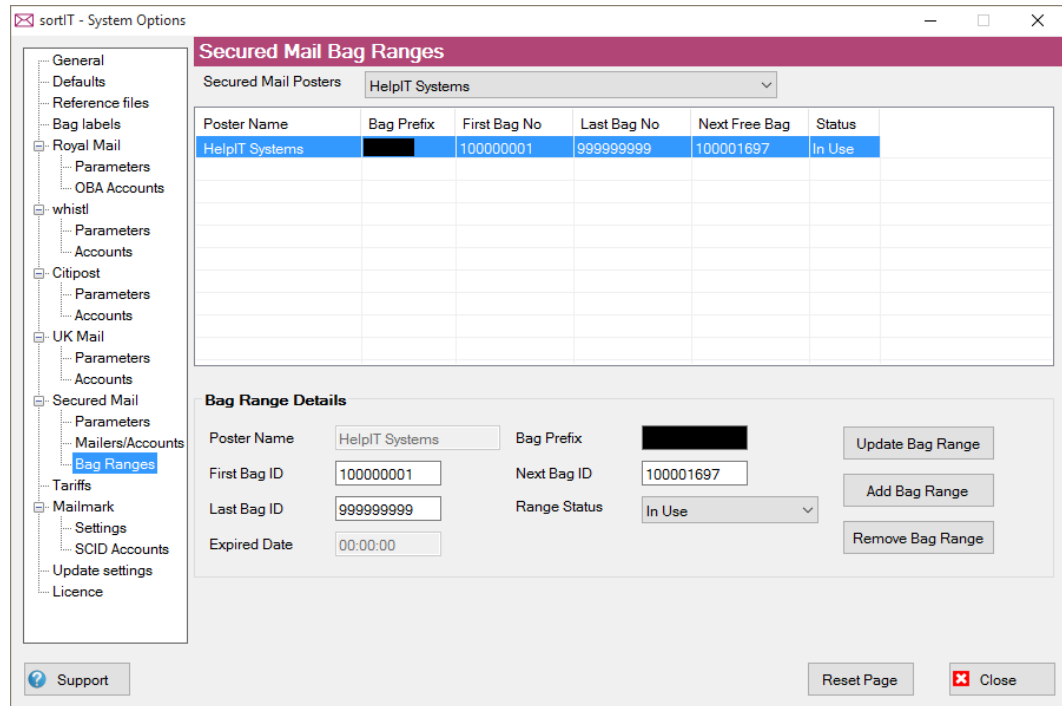 sortIT - System Options
General
Defaults
Reference files
Bag labels
Royal Mail
Parameters
OBA Accounts
whistl
Parameters
Accounts
Citipost
Parameters
Accounts
UK Mail
Parameters
Accounts
Secured Mail
Parameters
Mailers/Accounts
Bag Ranges
Tariffs
Mailmark
Settings
SCID Accounts
Update settings
Licence
Secured Mail Bag Ranges
Secured Mail Posters HelpIT Systems
Poster Name Bag Prefix First Bag No Last Bag No Next Free Bag Status
HelpIT Systems 100000001 999999999 100001697 In Use
Bag Range Details
Poster Name HelpIT Systems Bag Prefix Update Bag Range
First Bag ID 100000001 Next Bag ID 100001697 Add Bag Range
Last Bag ID 999999999 Range Status In Use
Expired Date 00:00:00 Remove Bag Range
Support Reset Page Close